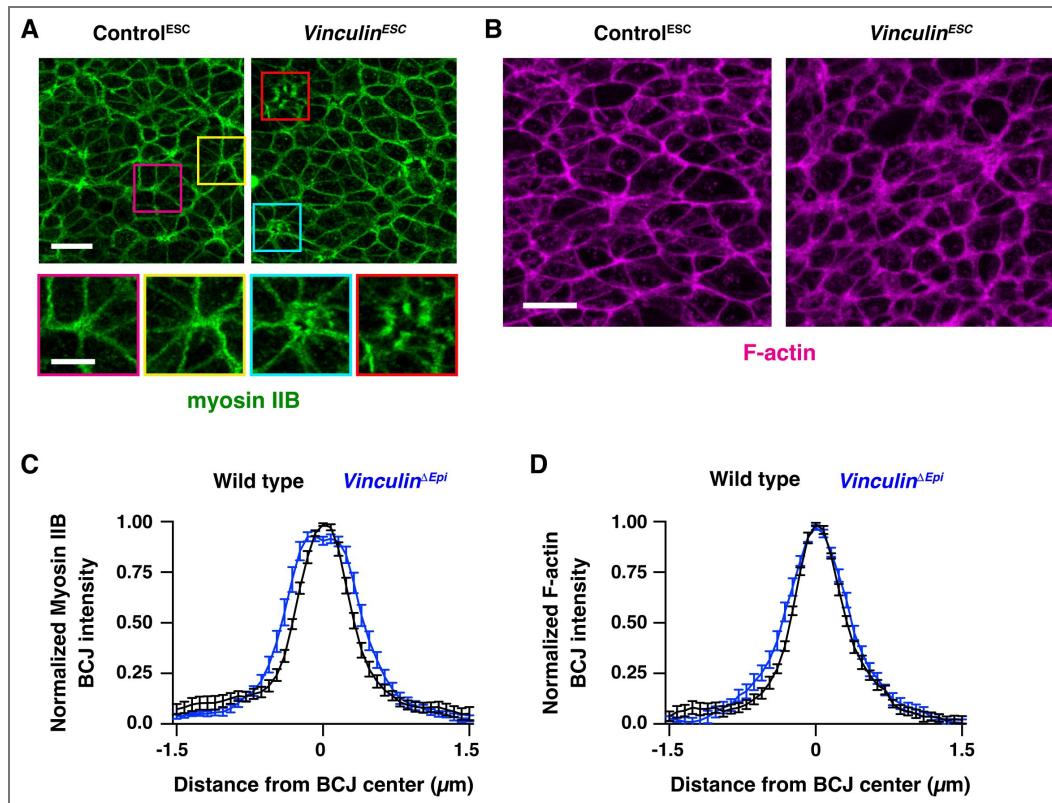 A
Control^ESC
Vinculin^ESC
myosin IIB
B
Control^ESC
Vinculin^ESC
F-actin
C
Wild type
Vinculin^ΔEpi
Normalized Myosin IIB
BCJ intensity
1.00
0.75
0.50
0.25
0.0
-1.5
0
1.5
Distance from BCJ center (μm)
D
Wild type
Vinculin^ΔEpi
Normalized F-actin
BCJ intensity
1.00
0.75
0.50
0.25
0.0
-1.5
0
1.5
Distance from BCJ center (μm)